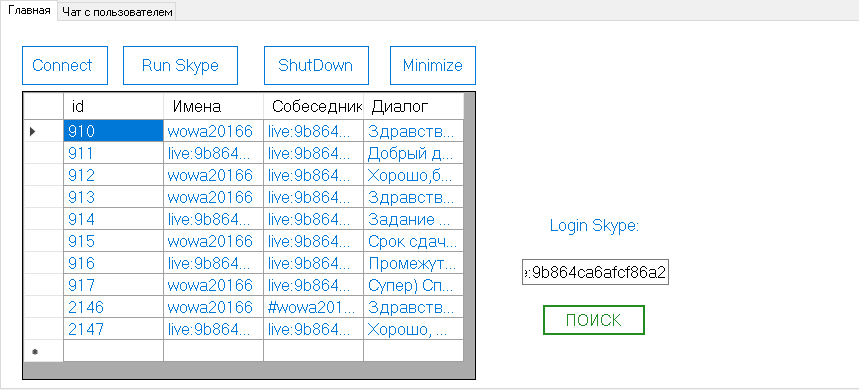 Главная Чат с пользователем
Connect Run Skype ShutDown Minimize
id Имена Собеседник Диалог
910 wowa20166 live:9b864... Здравств...
911 live:9b864... live:9b864... Добрый д...
912 wowa20166 live:9b864... Хорошо,б...
913 wowa20166 live:9b864... Здравств...
914 live:9b864... live:9b864... Задание ...
915 wowa20166 live:9b864... Срок сдач...
916 live:9b864... live:9b864... Промежут...
917 wowa20166 live:9b864... Супер) Сп...
2146 wowa20166 #wowa201... Здравств...
2147 live:9b864... live:9b864... Хорошо, ...
Login Skype:
:9b864ca6afcf86a2
ПОИСК